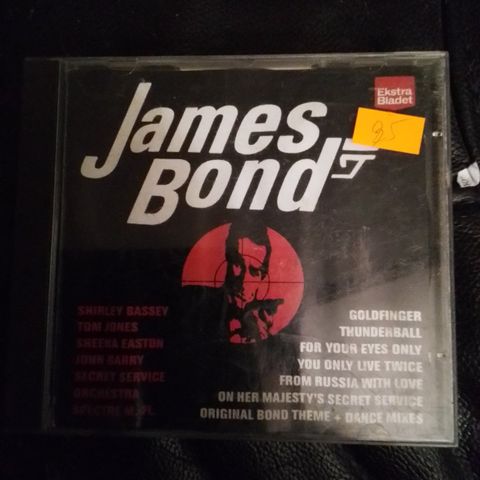 Ekstra
Bladet
James
Bond
SHIRLEY BASSEY
TOM JONES
SHEENA EASTON
JOHN BARRY
SECRET SERVICE
ORCHESTRA
GOLDFINGER
THUNDERBALL
FOR YOUR EYES ONLY
YOU ONLY LIVE TWICE
FROM RUSSIA WITH LOVE
ON HER MAJESTY'S SECRET SERVICE
ORIGINAL BOND THEME + DANCE MIXES